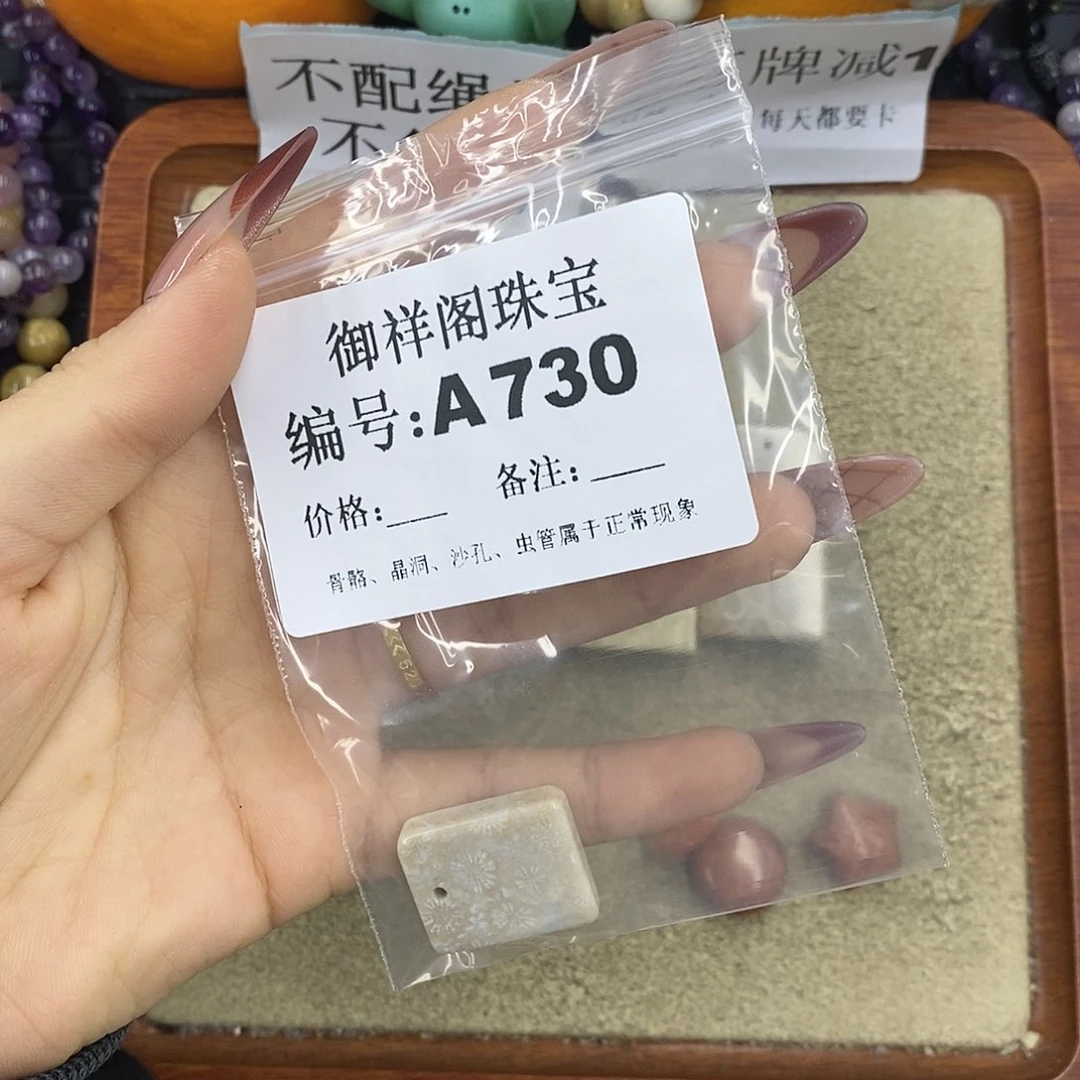 不配绳
不
牌减1
每天都要卡
御祥阁珠宝
编号:A730
价格:___ 备注:____
骨骼、晶洞、沙孔、虫管属于正常现象